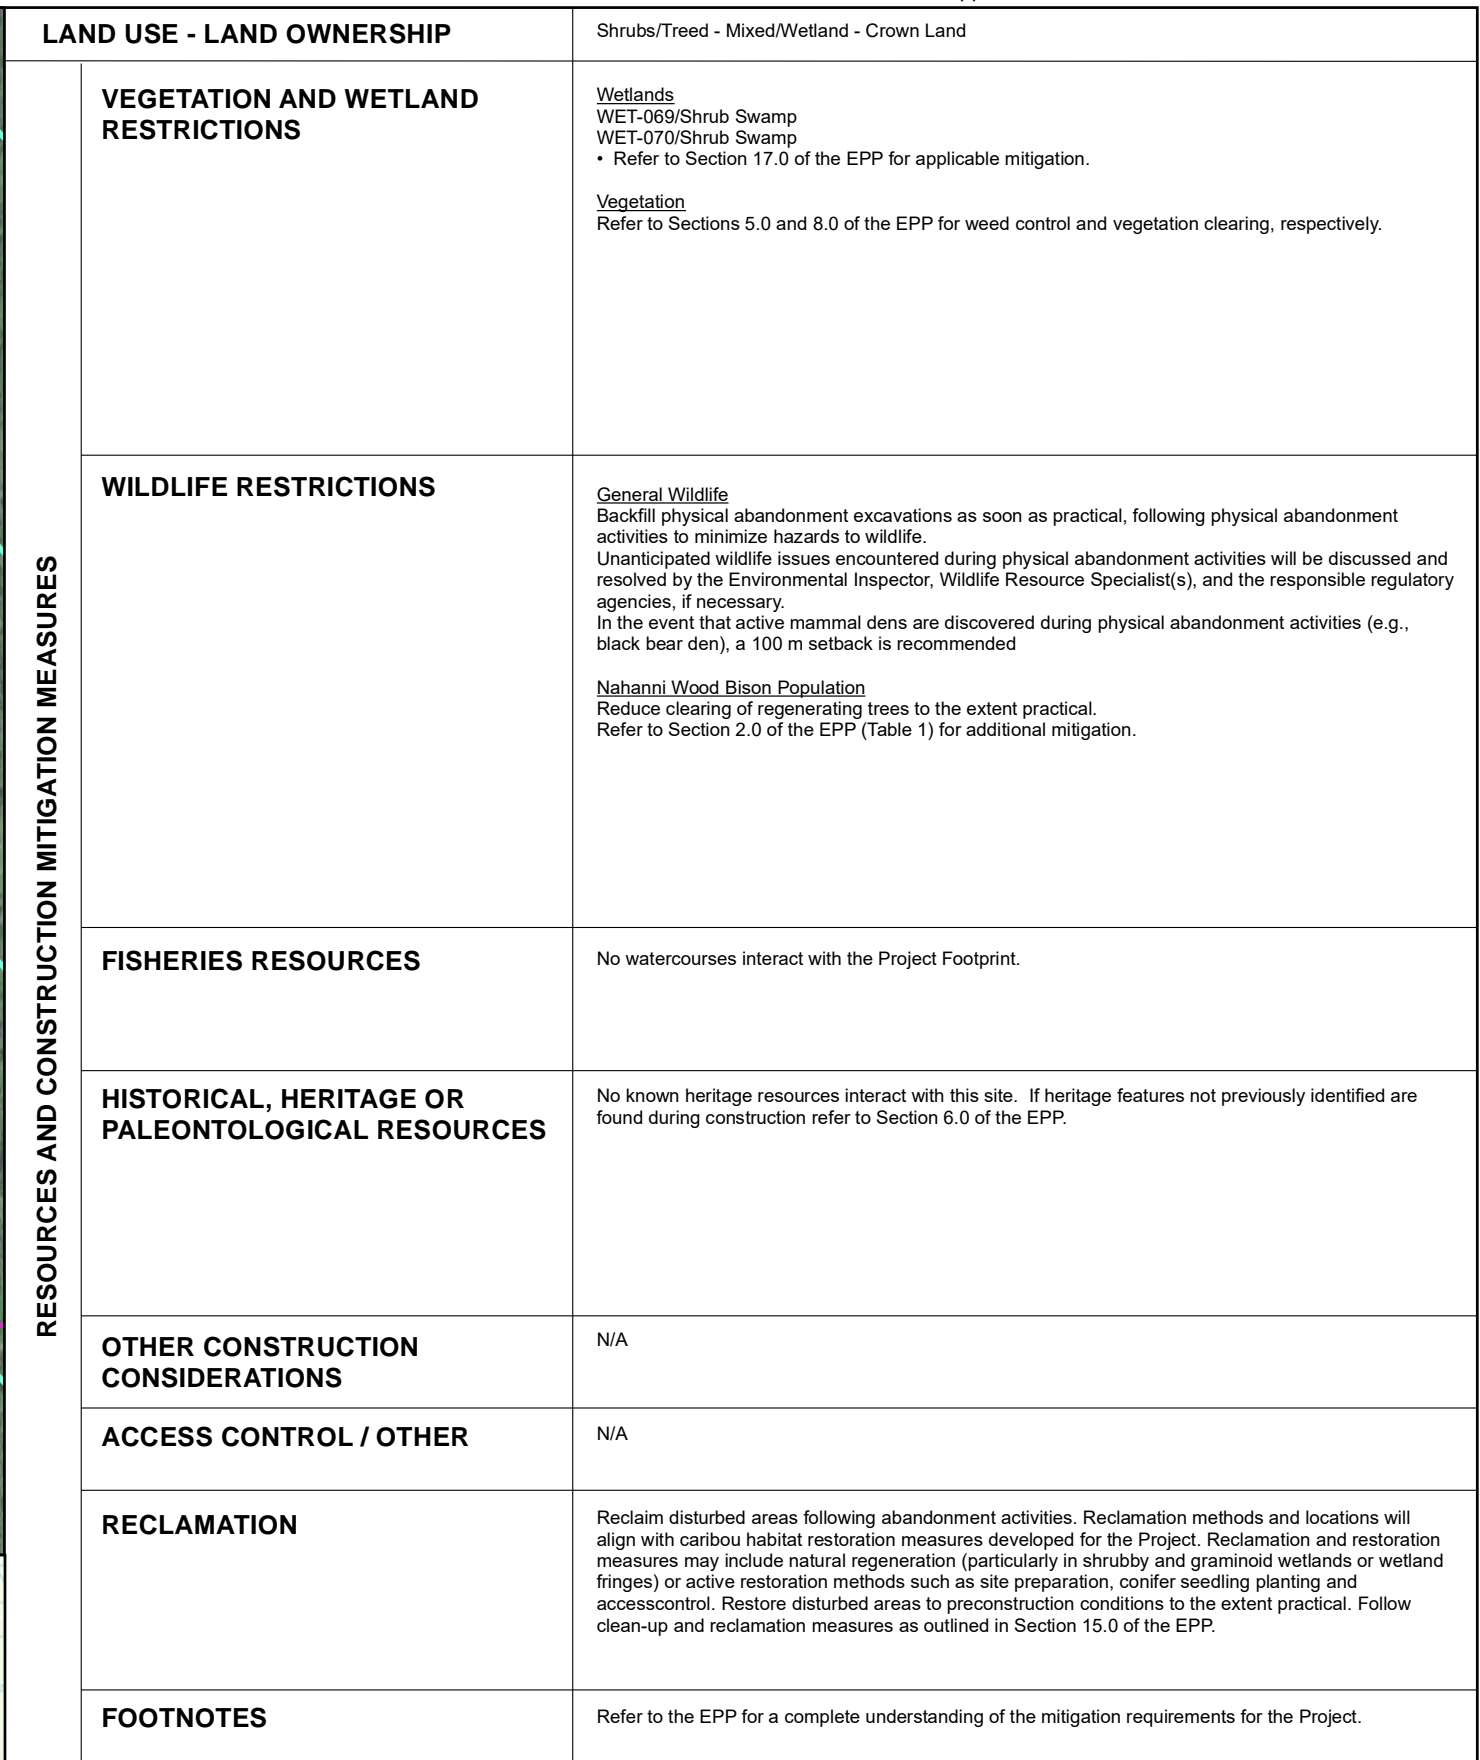 LAND USE - LAND OWNERSHIP
Shrubs/Treed - Mixed/Wetland - Crown Land
RESOURCES AND CONSTRUCTION MITIGATION MEASURES
VEGETATION AND WETLAND
RESTRICTIONS
Wetlands
WET-069/Shrub Swamp
WET-070/Shrub Swamp
• Refer to Section 17.0 of the EPP for applicable mitigation.
Vegetation
Refer to Sections 5.0 and 8.0 of the EPP for weed control and vegetation clearing, respectively.
WILDLIFE RESTRICTIONS
General Wildlife
Backfill physical abandonment excavations as soon as practical, following physical abandonment
activities to minimize hazards to wildlife.
Unanticipated wildlife issues encountered during physical abandonment activities will be discussed and
resolved by the Environmental Inspector, Wildlife Resource Specialist(s), and the responsible regulatory
agencies, if necessary.
In the event that active mammal dens are discovered during physical abandonment activities (e.g.,
black bear den), a 100 m setback is recommended
Nahanni Wood Bison Population
Reduce clearing of regenerating trees to the extent practical.
Refer to Section 2.0 of the EPP (Table 1) for additional mitigation.
FISHERIES RESOURCES
No watercourses interact with the Project Footprint.
HISTORICAL, HERITAGE OR
PALEONTOLOGICAL RESOURCES
No known heritage resources interact with this site.  If heritage features not previously identified are
found during construction refer to Section 6.0 of the EPP.
OTHER CONSTRUCTION
CONSIDERATIONS
N/A
ACCESS CONTROL / OTHER
N/A
RECLAMATION
Reclaim disturbed areas following abandonment activities. Reclamation methods and locations will
align with caribou habitat restoration measures developed for the Project. Reclamation and restoration
measures may include natural regeneration (particularly in shrubby and graminoid wetlands or wetland
fringes) or active restoration methods such as site preparation, conifer seedling planting and
accesscontrol. Restore disturbed areas to preconstruction conditions to the extent practical. Follow
clean-up and reclamation measures as outlined in Section 15.0 of the EPP.
FOOTNOTES
Refer to the EPP for a complete understanding of the mitigation requirements for the Project.